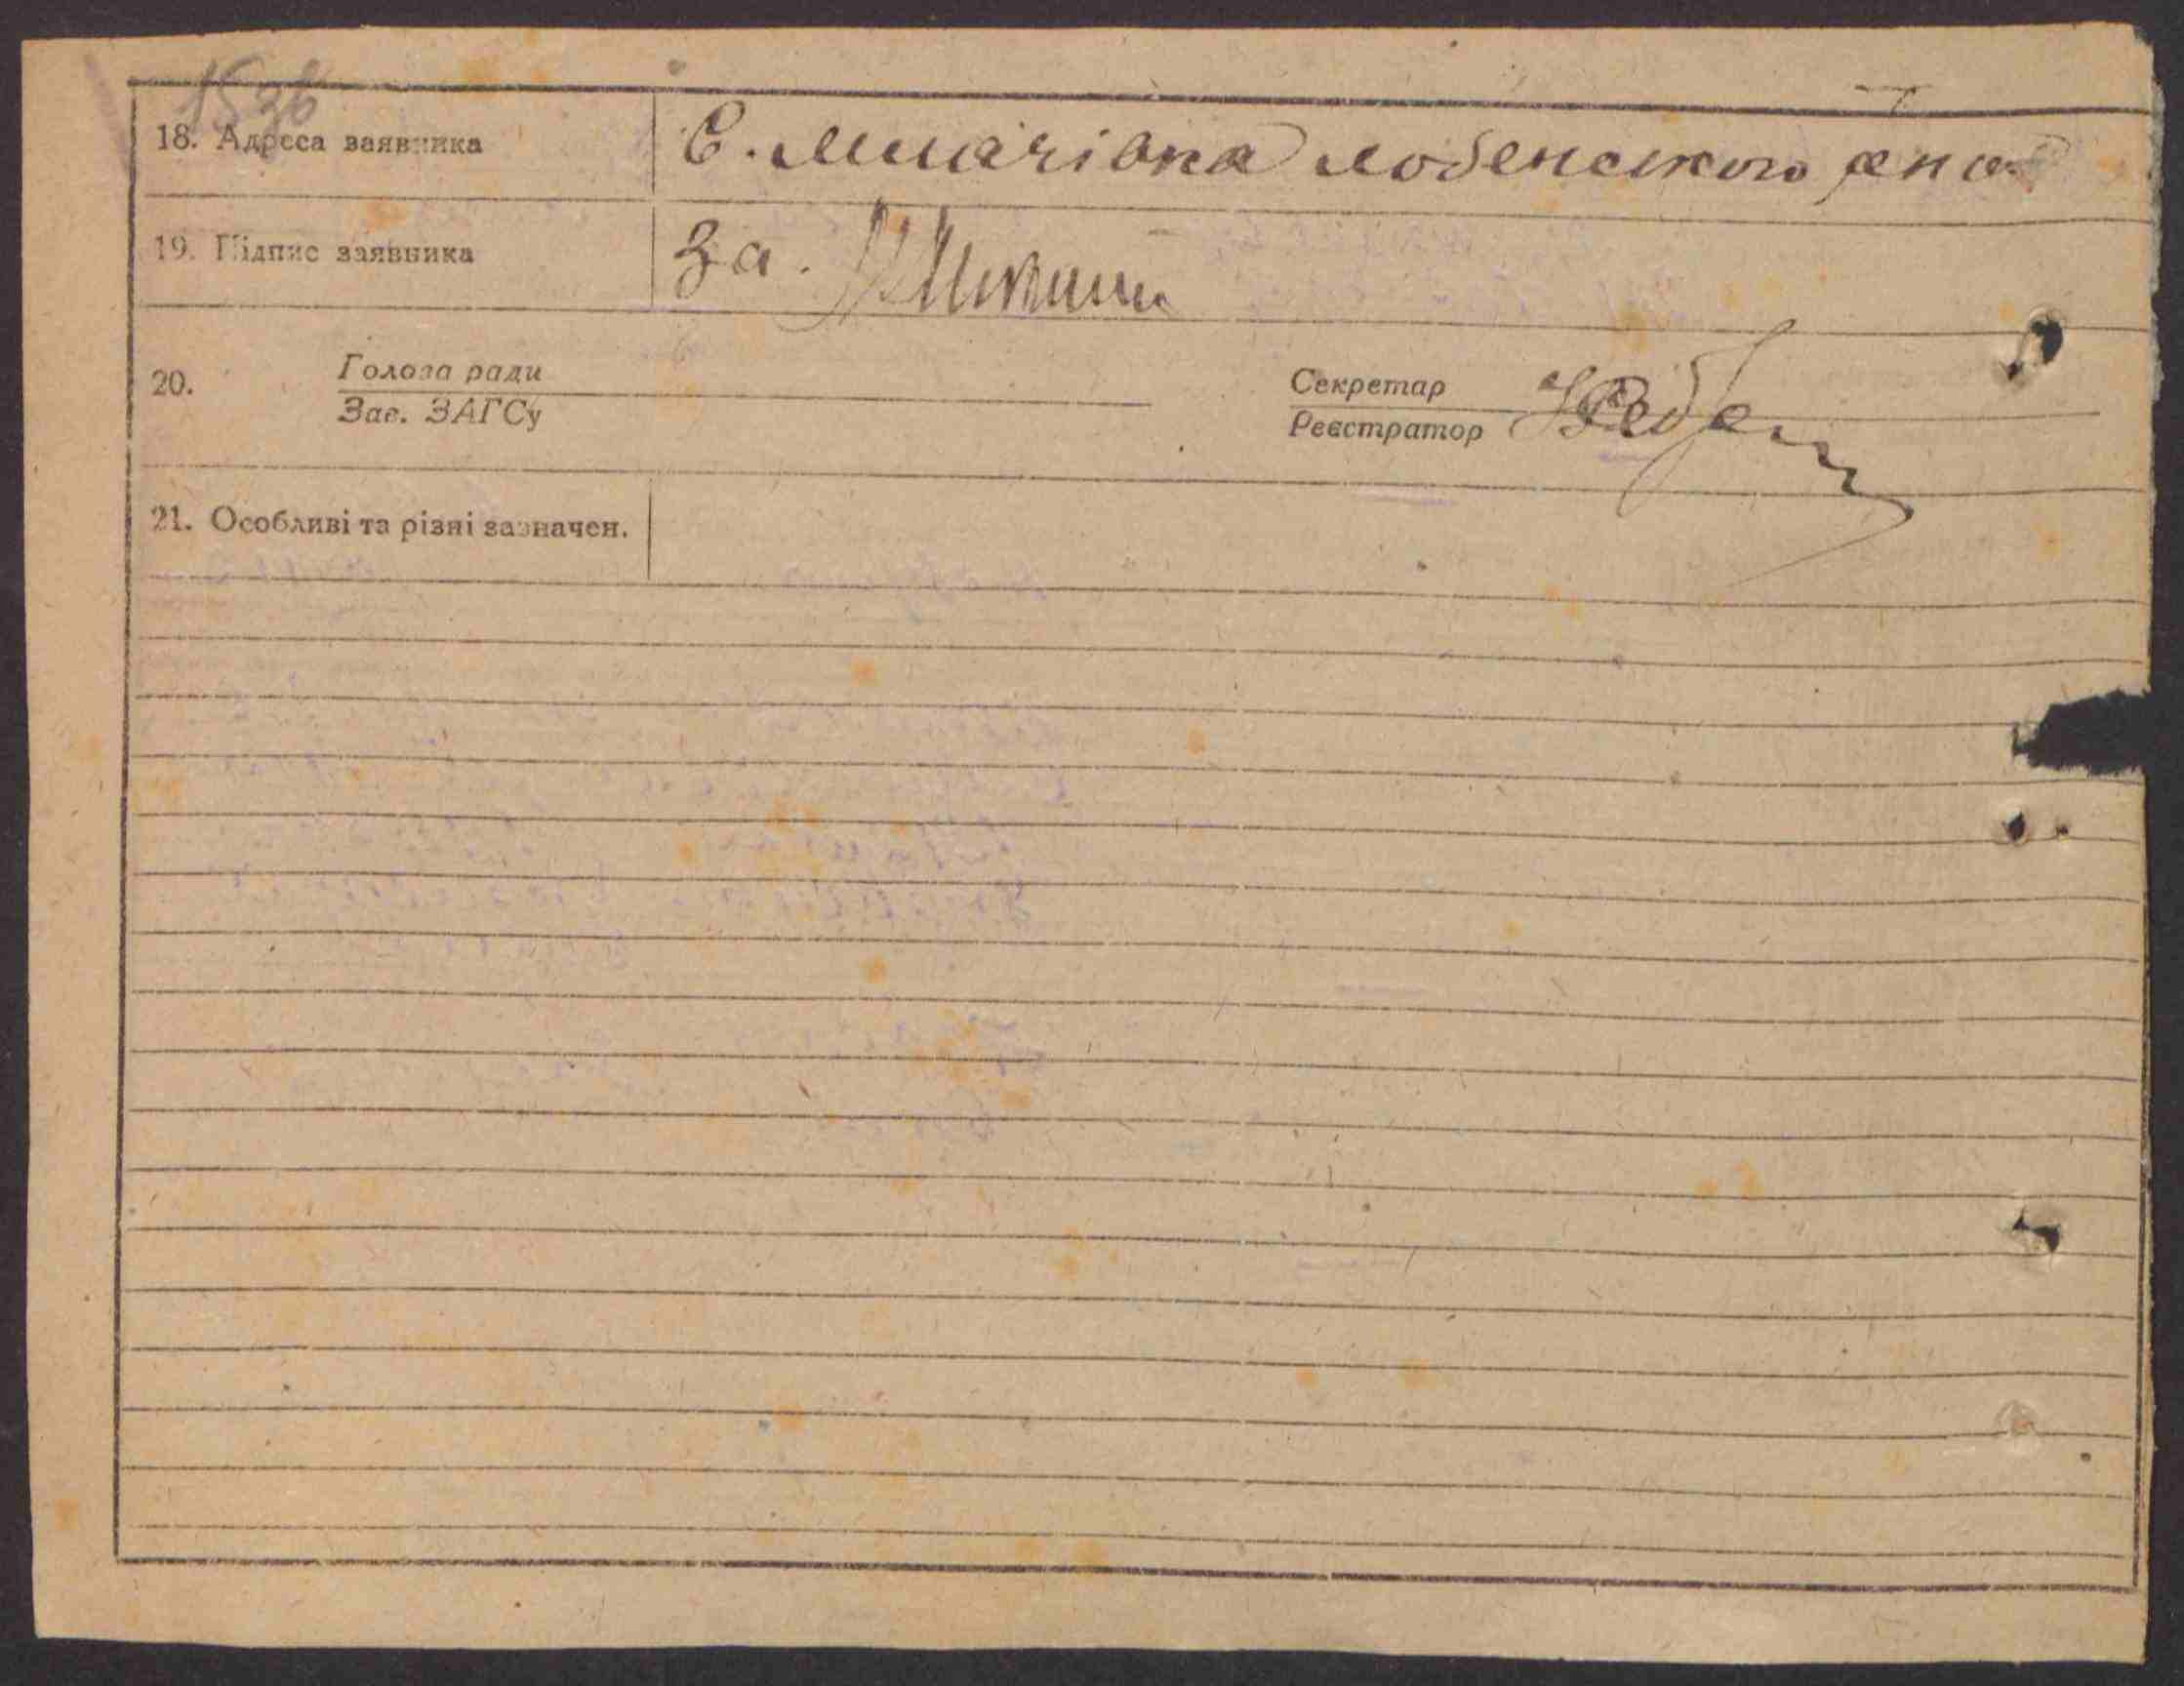 1536
18. Адреса заявника С. Милачівка лобенського р-на
19. Підпис заявника За.
20. Голова ради Секретар
Зав. ЗАГСу Реєстратор
21. Особливі та різні зазначен.